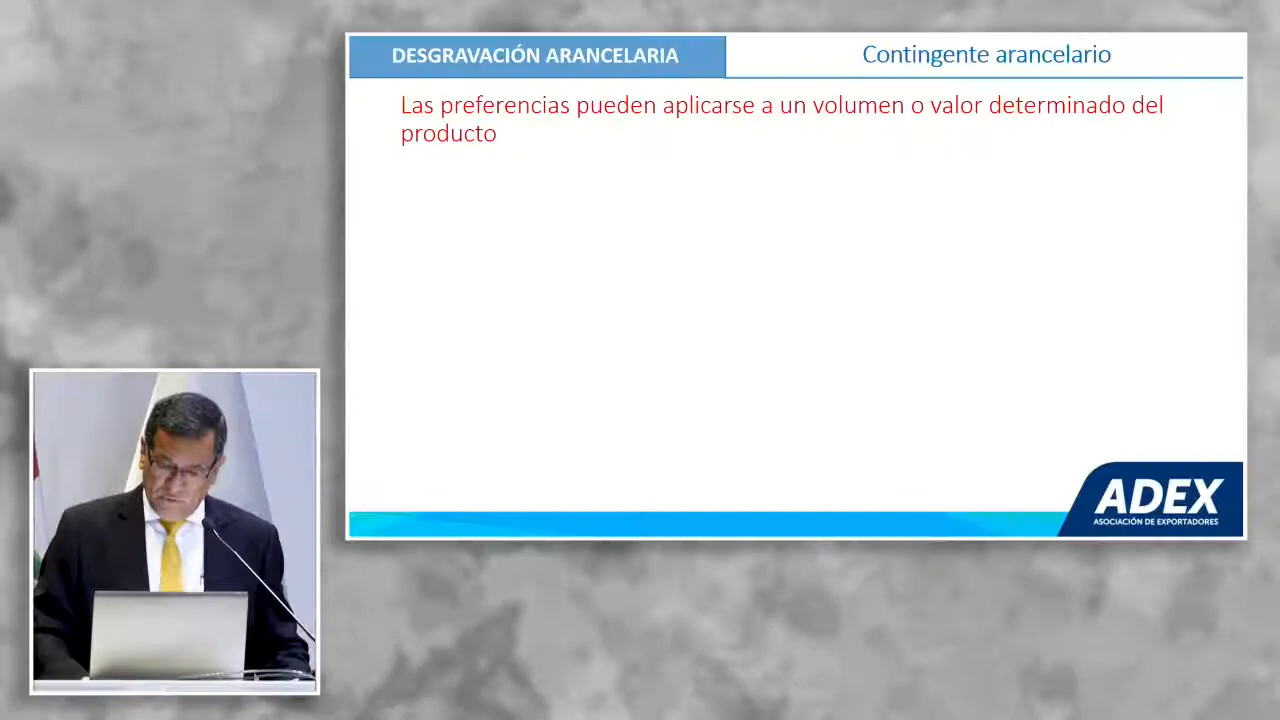 DESGRAVACIÓN ARANCELARIA
Contingente arancelario
Las preferencias pueden aplicarse a un volumen o valor determinado del
producto
ADEX
ASOCIACIÓN DE EXPORTADORES